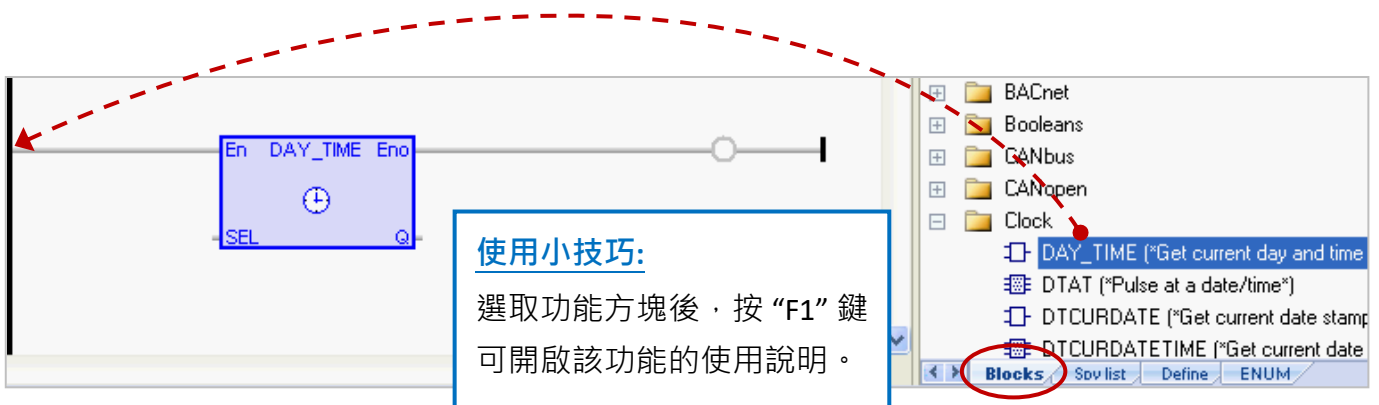 En DAY_TIME Eno
SEL Q
使用小技巧:
選取功能方塊後，按 “F1” 鍵
可開啟該功能的使用說明。
BACnet
Booleans
CANbus
CANopen
Clock
DAY_TIME (*Get current day and time
DTAT (*Pulse at a date/time*)
DTCURDATE (*Get current date stamp
DTCURDATETIME (*Get current date
Blocks Spy list Define ENUM